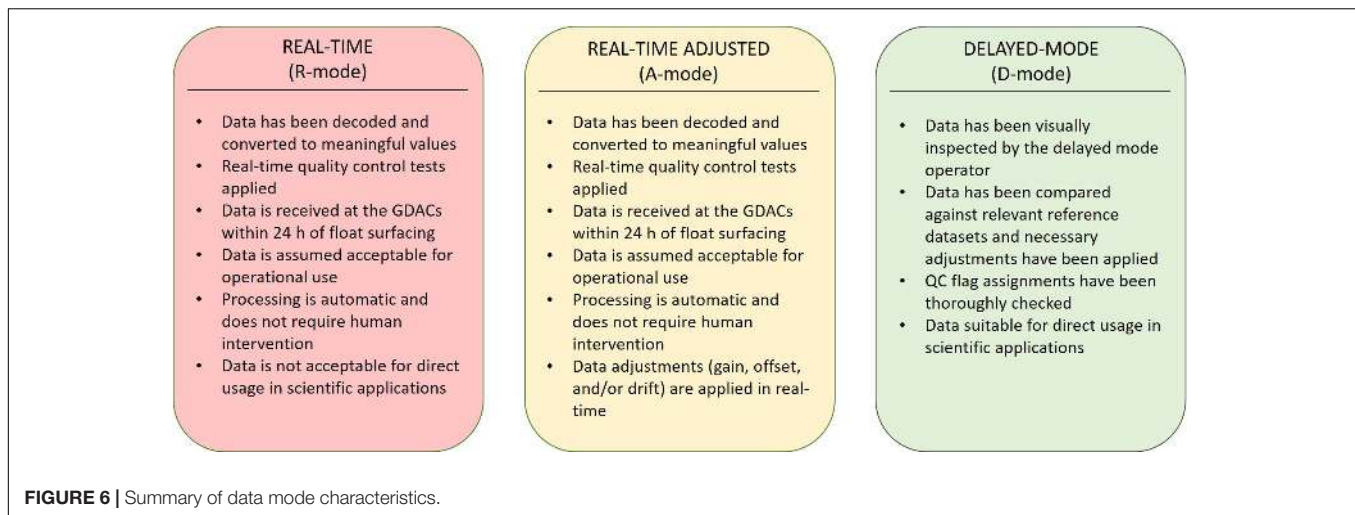 REAL-TIME
(R-mode)
• Data has been decoded and
converted to meaningful values
• Real-time quality control tests
applied
• Data is received at the GDACs
within 24 h of float surfacing
• Data is assumed acceptable for
operational use
• Processing is automatic and
does not require human
intervention
• Data is not acceptable for direct
usage in scientific applications
REAL-TIME ADJUSTED
(A-mode)
• Data has been decoded and
converted to meaningful values
• Real-time quality control tests
applied
• Data is received at the GDACs
within 24 h of float surfacing
• Data is assumed acceptable for
operational use
• Processing is automatic and
does not require human
intervention
• Data adjustments (gain, offset,
and/or drift) are applied in real-
time
DELAYED-MODE
(D-mode)
• Data has been visually
inspected by the delayed mode
operator
• Data has been compared
against relevant reference
datasets and necessary
adjustments have been applied
• QC flag assignments have been
thoroughly checked
• Data suitable for direct usage in
scientific applications
FIGURE 6 | Summary of data mode characteristics.